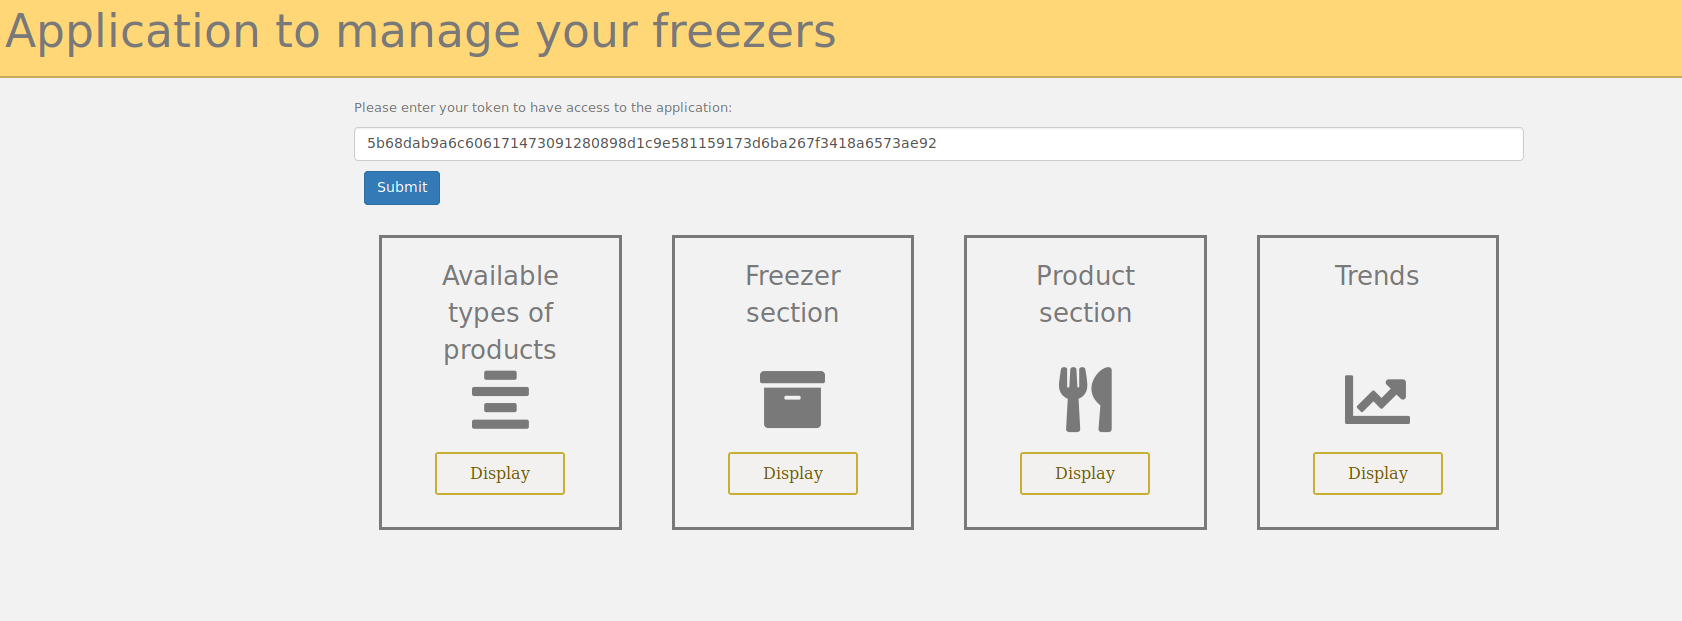 Application to manage your freezers
Please enter your token to have access to the application:
5b68dab9a6c606171473091280898d1c9e581159173d6ba267f3418a6573ae92
Submit
Available
types of
products
Display
Freezer
section
Display
Product
section
Display
Trends
Display